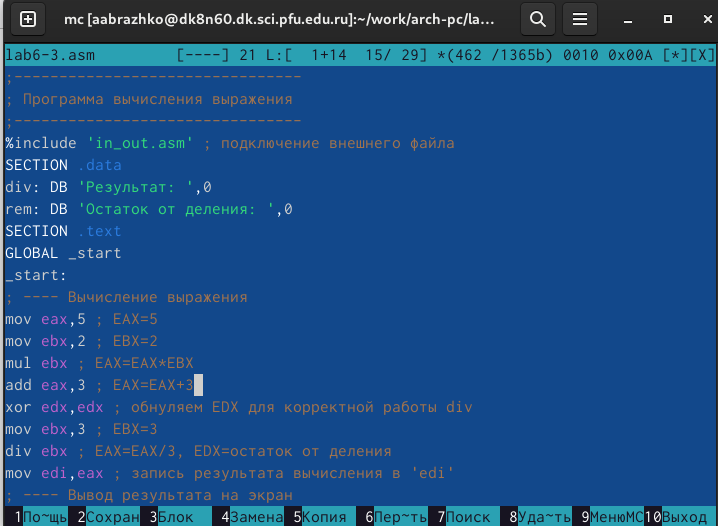 mc [aabrazhko@dk8n60.dk.sci.pfu.edu.ru]:~/work/arch-pc/la...
lab6-3.asm [----] 21 L:[ 1+14 15/ 29] *(462 /1365b) 0010 0x00A [*][X]
;--------------------------------
; Программа вычисления выражения
;--------------------------------
%include 'in_out.asm' ; подключение внешнего файла
SECTION .data
div: DB 'Результат: ',0
rem: DB 'Остаток от деления: ',0
SECTION .text
GLOBAL _start
_start:
; ---- Вычисление выражения
mov eax,5 ; EAX=5
mov ebx,2 ; EBX=2
mul ebx ; EAX=EAX*EBX
add eax,3 ; EAX=EAX+3
xor edx,edx ; обнуляем EDX для корректной работы div
mov ebx,3 ; EBX=3
div ebx ; EAX=EAX/3, EDX=остаток от деления
mov edi,eax ; запись результата вычисления в 'edi'
; ---- Вывод результата на экран
1По~щь 2Сохран 3Блок 4Замена 5Копия 6Пер~ть 7Поиск 8Уда~ть 9МенюMC 10Выход